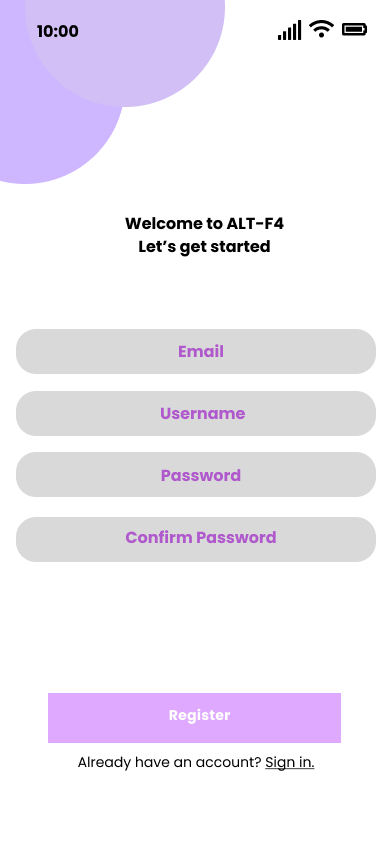 10:00
Welcome to ALT-F4
Let’s get started
Email
Username
Password
Confirm Password
Register
Already have an account? Sign in.